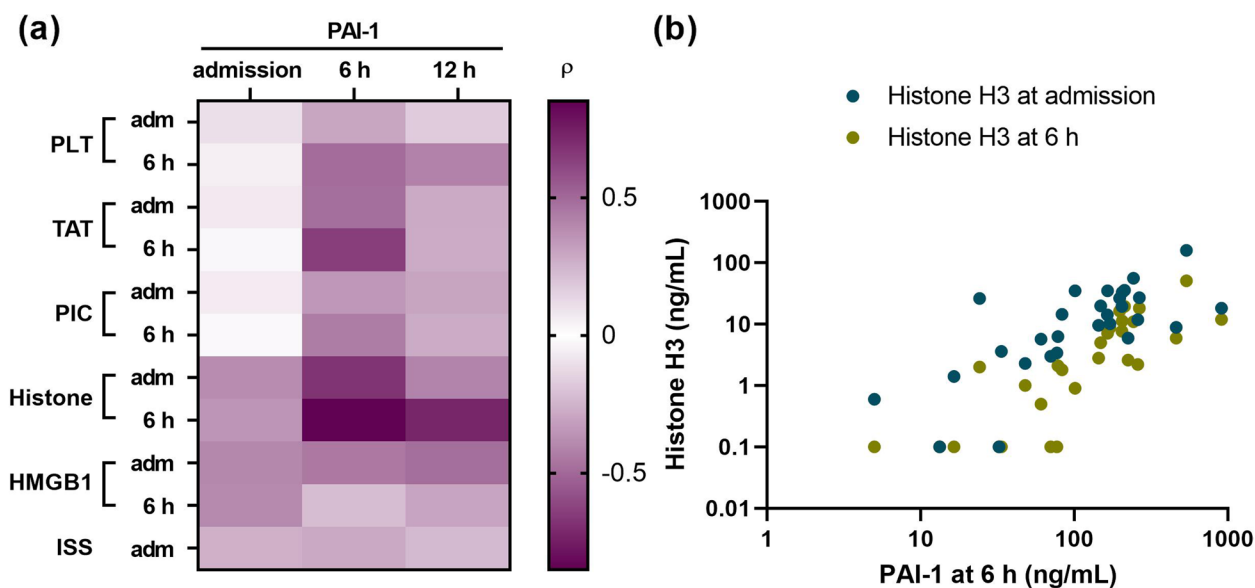 (a)
PAI-1
admission 6 h 12 h
ρ
PLT
adm
6 h
TAT
adm
6 h
PIC
adm
6 h
Histone
adm
6 h
HMGB1
adm
6 h
ISS
adm
0.5
0
-0.5
(b)
Histone H3 at admission
Histone H3 at 6 h
Histone H3 (ng/mL)
1000
100
10
1
0.1
0.01
1 10 100 1000
PAI-1 at 6 h (ng/mL)